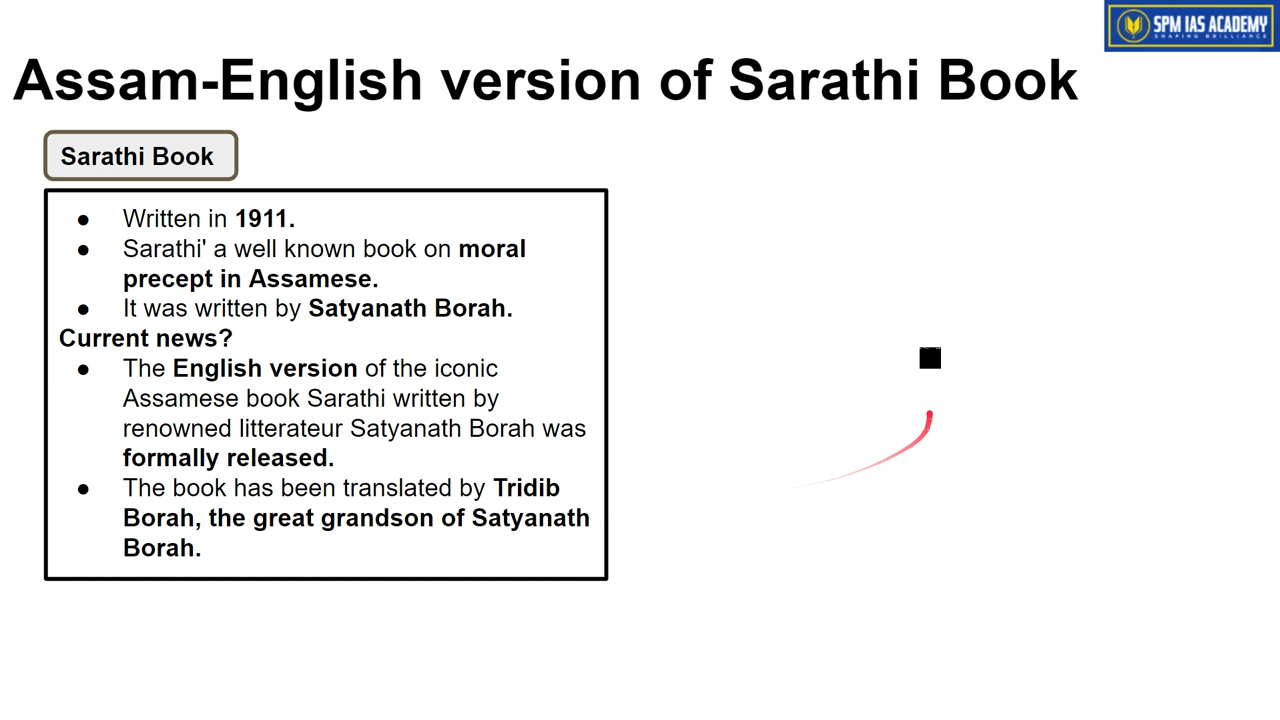 SPM IAS ACADEMY
SHAPING BRILLIANCE
Assam-English version of Sarathi Book
Sarathi Book
● Written in 1911.
● Sarathi' a well known book on moral
precept in Assamese.
● It was written by Satyanath Borah.
Current news?
● The English version of the iconic
Assamese book Sarathi written by
renowned litterateur Satyanath Borah was
formally released.
● The book has been translated by Tridib
Borah, the great grandson of Satyanath
Borah.